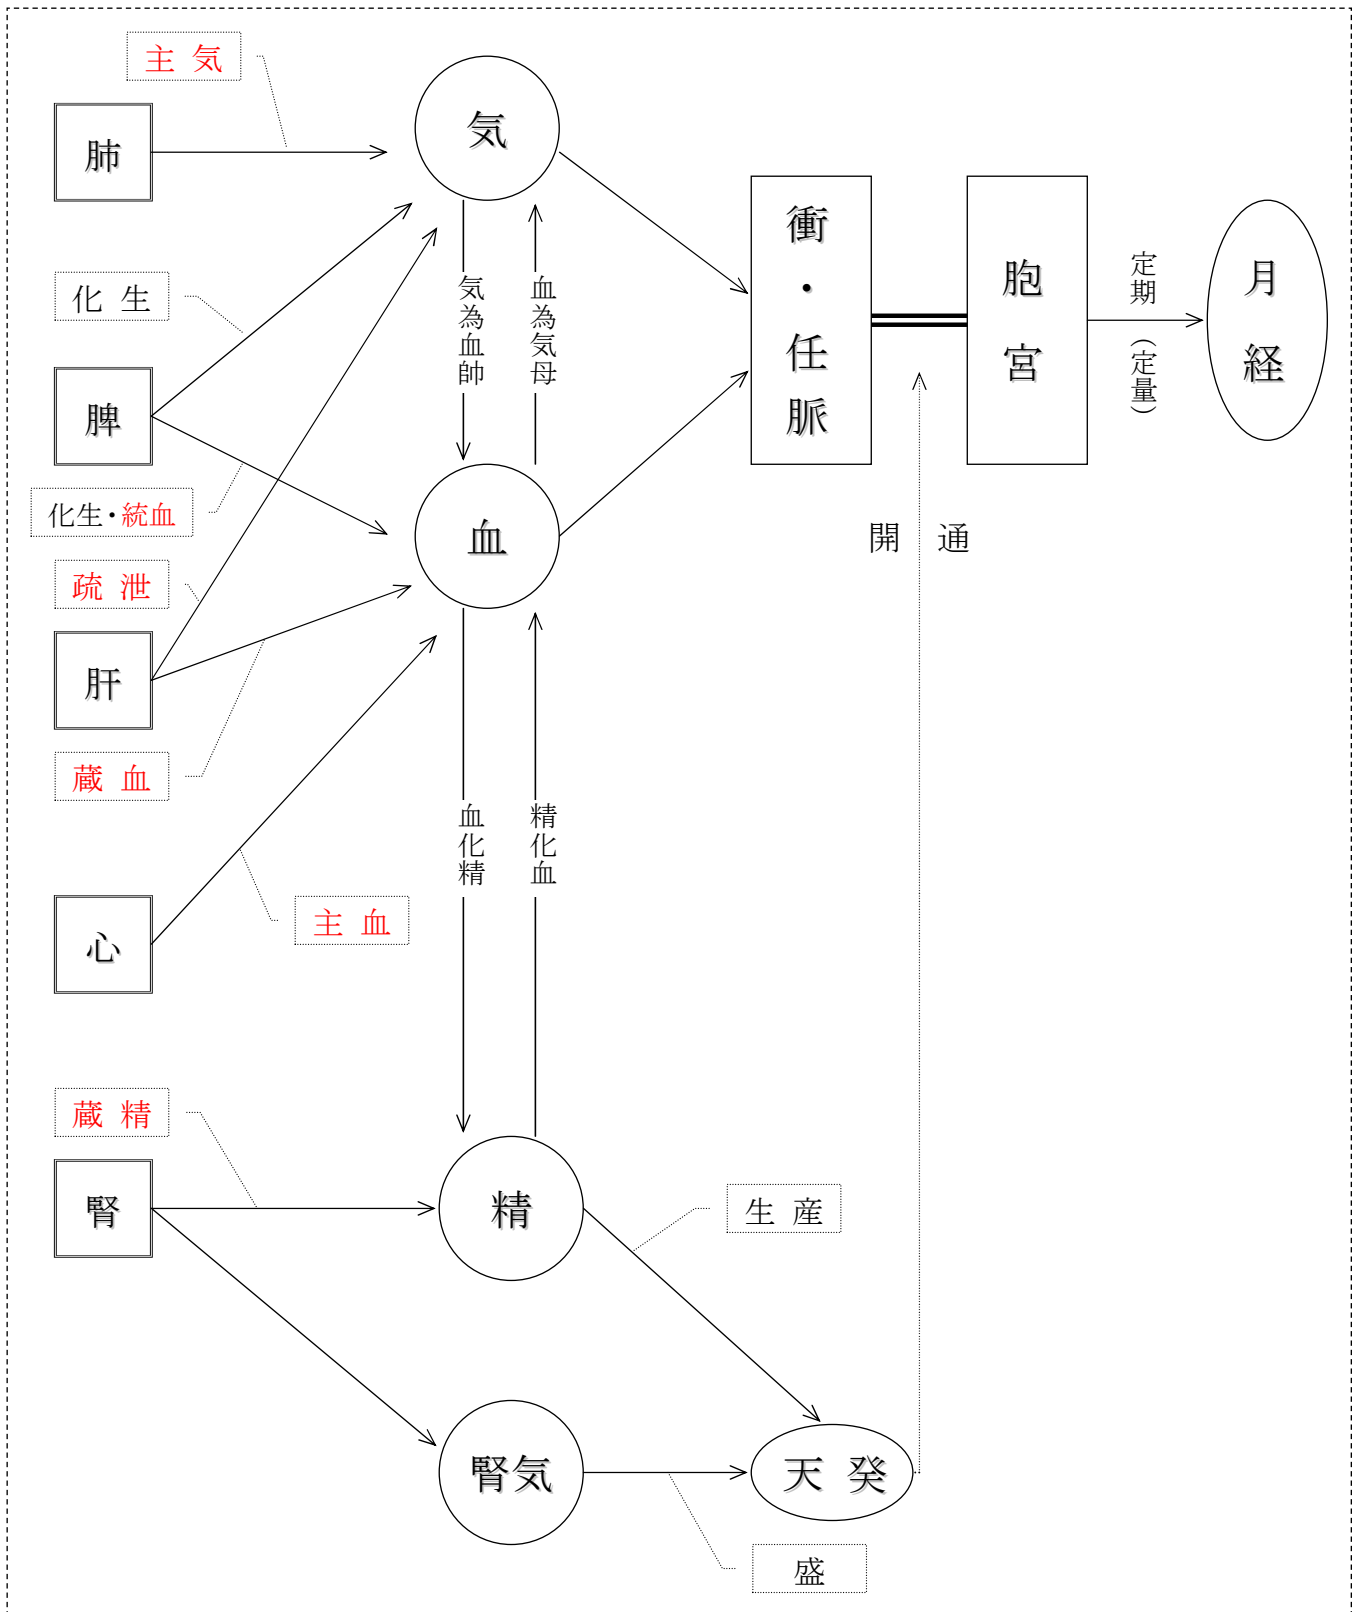 主 気
肺
気
化 生
脾
化生・統血
疏 泄
肝
蔵 血
心
主 血
気為血帥
血為気母
血
血化精
精化血
衝・任脈
胞宮
定期(定量)
月経
開 通
蔵 精
腎
精
生 産
腎気
天 癸
盛